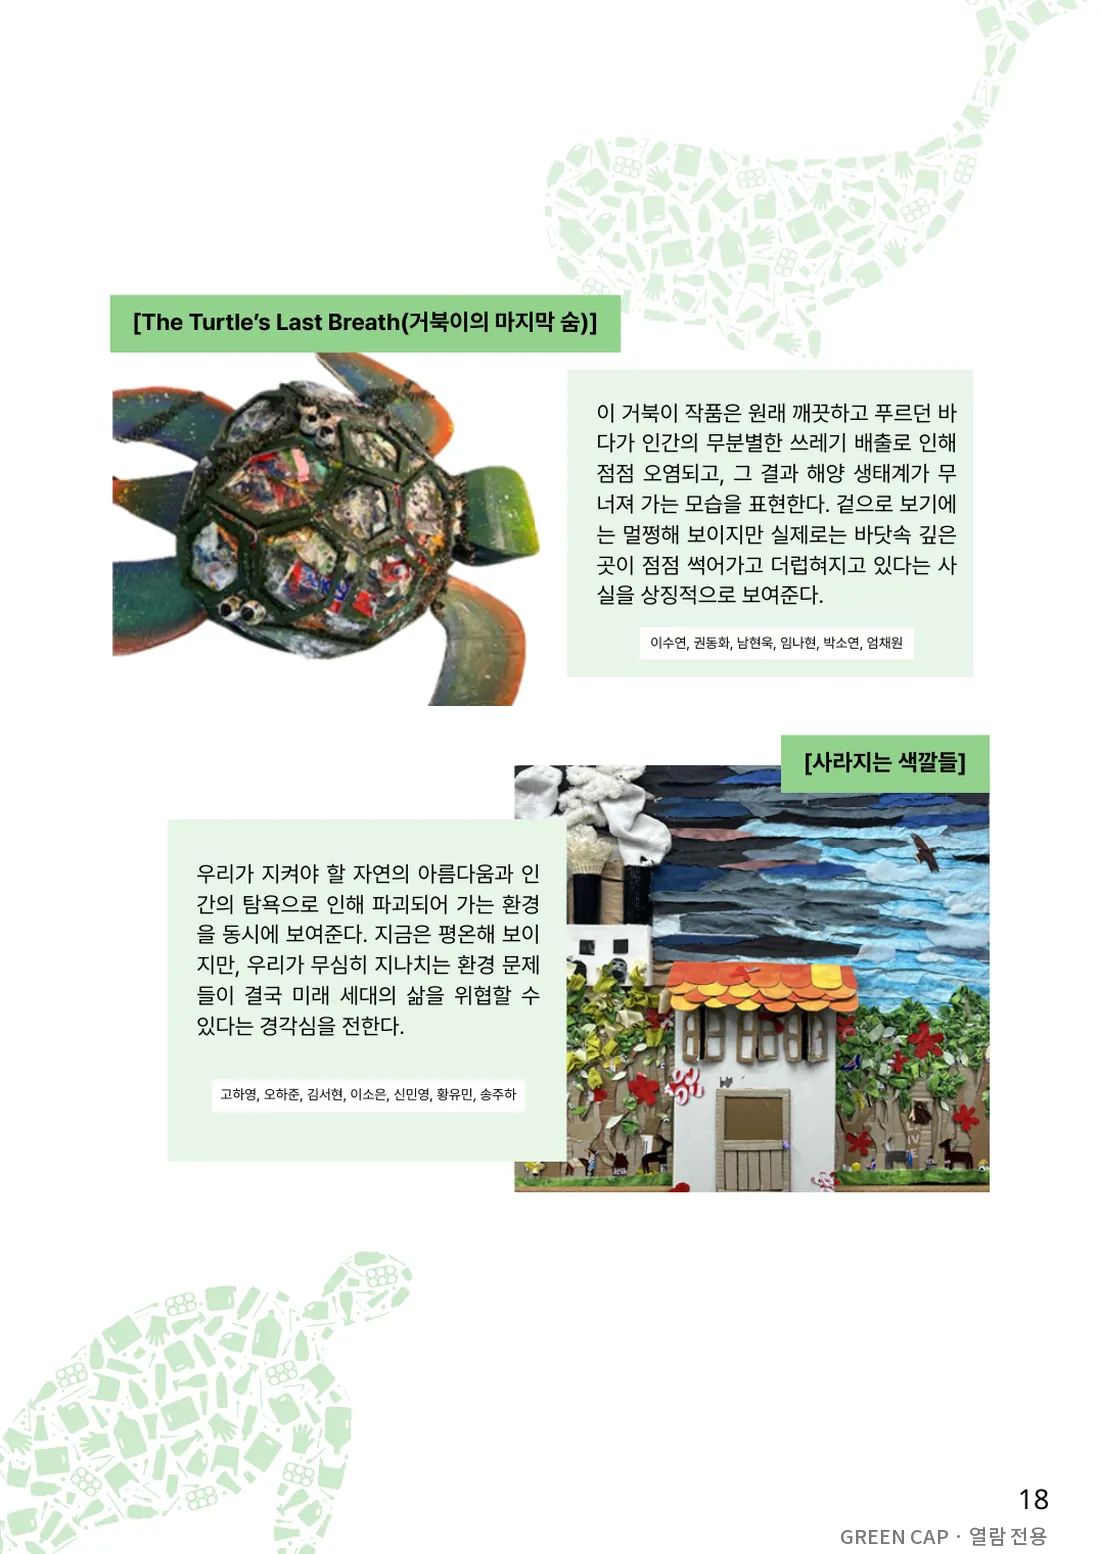 [The Turtle’s Last Breath(거북이의 마지막 숨)]
이 거북이 작품은 원래 깨끗하고 푸르던 바
다가 인간의 무분별한 쓰레기 배출로 인해
점점 오염되고, 그 결과 해양 생태계가 무
너져 가는 모습을 표현한다. 겉으로 보기에
는 멀쩡해 보이지만 실제로는 바닷속 깊은
곳이 점점 썩어가고 더럽혀지고 있다는 사
실을 상징적으로 보여준다.
이수연, 권동화, 남현욱, 임나현, 박소연, 엄채원
[사라지는 색깔들]
우리가 지켜야 할 자연의 아름다움과 인
간의 탐욕으로 인해 파괴되어 가는 환경
을 동시에 보여준다. 지금은 평온해 보이
지만, 우리가 무심히 지나치는 환경 문제
들이 결국 미래 세대의 삶을 위협할 수
있다는 경각심을 전한다.
고하영, 오하준, 김서현, 이소은, 신민영, 황유민, 송주하
18
GREEN CAP · 열람 전용